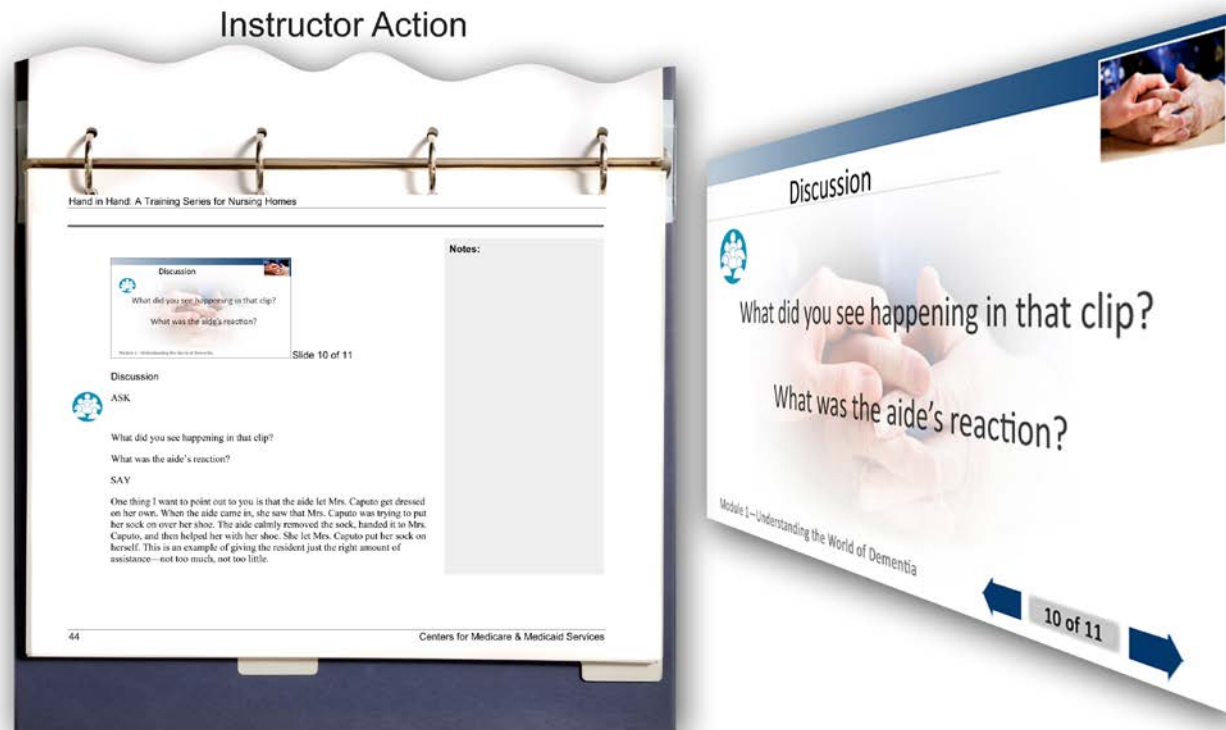 Instructor Action
Hand in Hand: A Training Series for Nursing Homes
Notes:
Discussion
What did you see happening in that clip?
What was the aide's reaction?
Module 1 - Understanding the World of Dementia
Slide 10 of 11
Discussion
ASK
What did you see happening in that clip?
What was the aide's reaction?
SAY
One thing I want to point out to you is that the aide let Mrs. Caputo get dressed
on her own. When the aide came in, she saw that Mrs. Caputo was trying to put
her sock on over her shoe. The aide calmly removed the sock, handed it to Mrs.
Caputo, and then helped her with her shoe. She let Mrs. Caputo put her sock on
herself. This is an example of giving the resident just the right amount of
assistance—not too much, not too little.
44
Centers for Medicare & Medicaid Services
Discussion
What did you see happening in that clip?
What was the aide's reaction?
Module 1—Understanding the World of Dementia
10 of 11